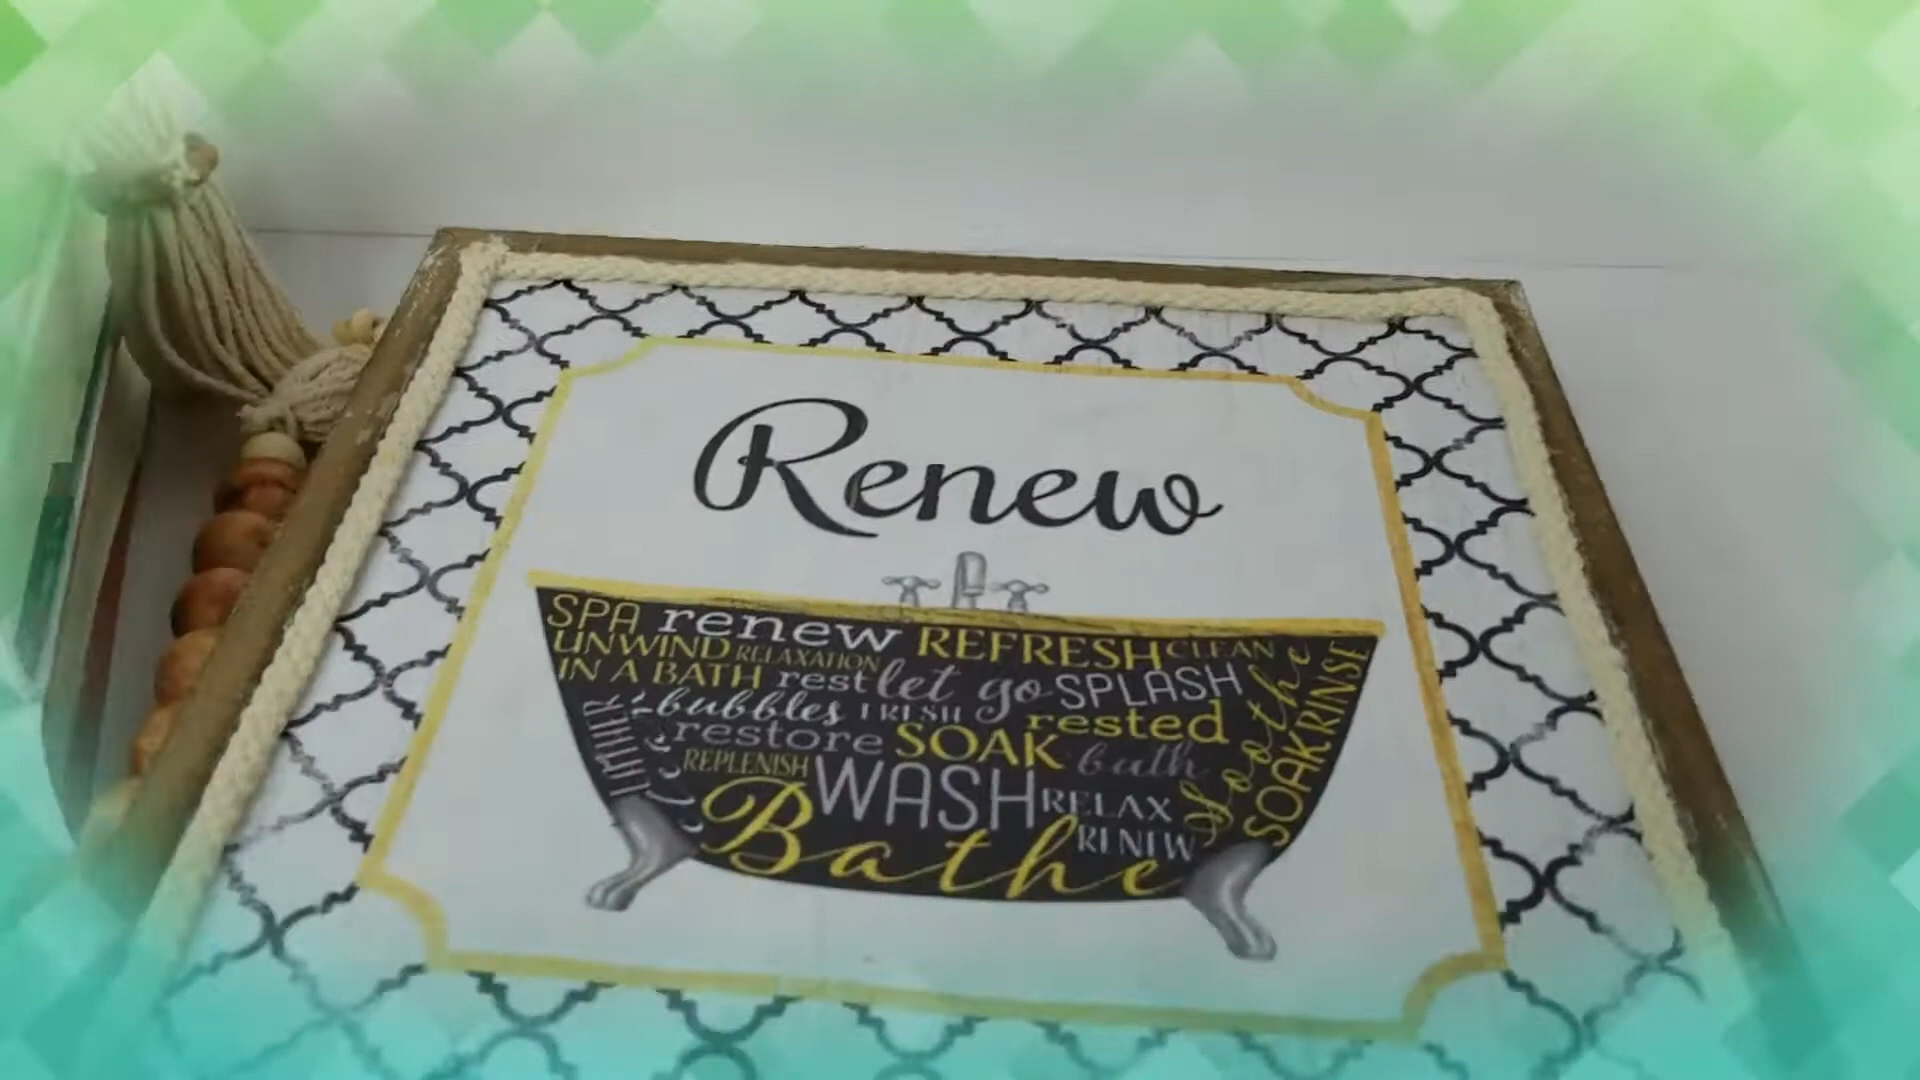 Renew
SPA renew REFRESH CLEAN
UNWIND RELAXATION
IN A BATH rest let go SPLASH
bubbles FRESH rested
restore SOAK bath
REPLENISH WASH RELAX
RENEW
Bathe
LATHER
Soothe
SOAK RINSE